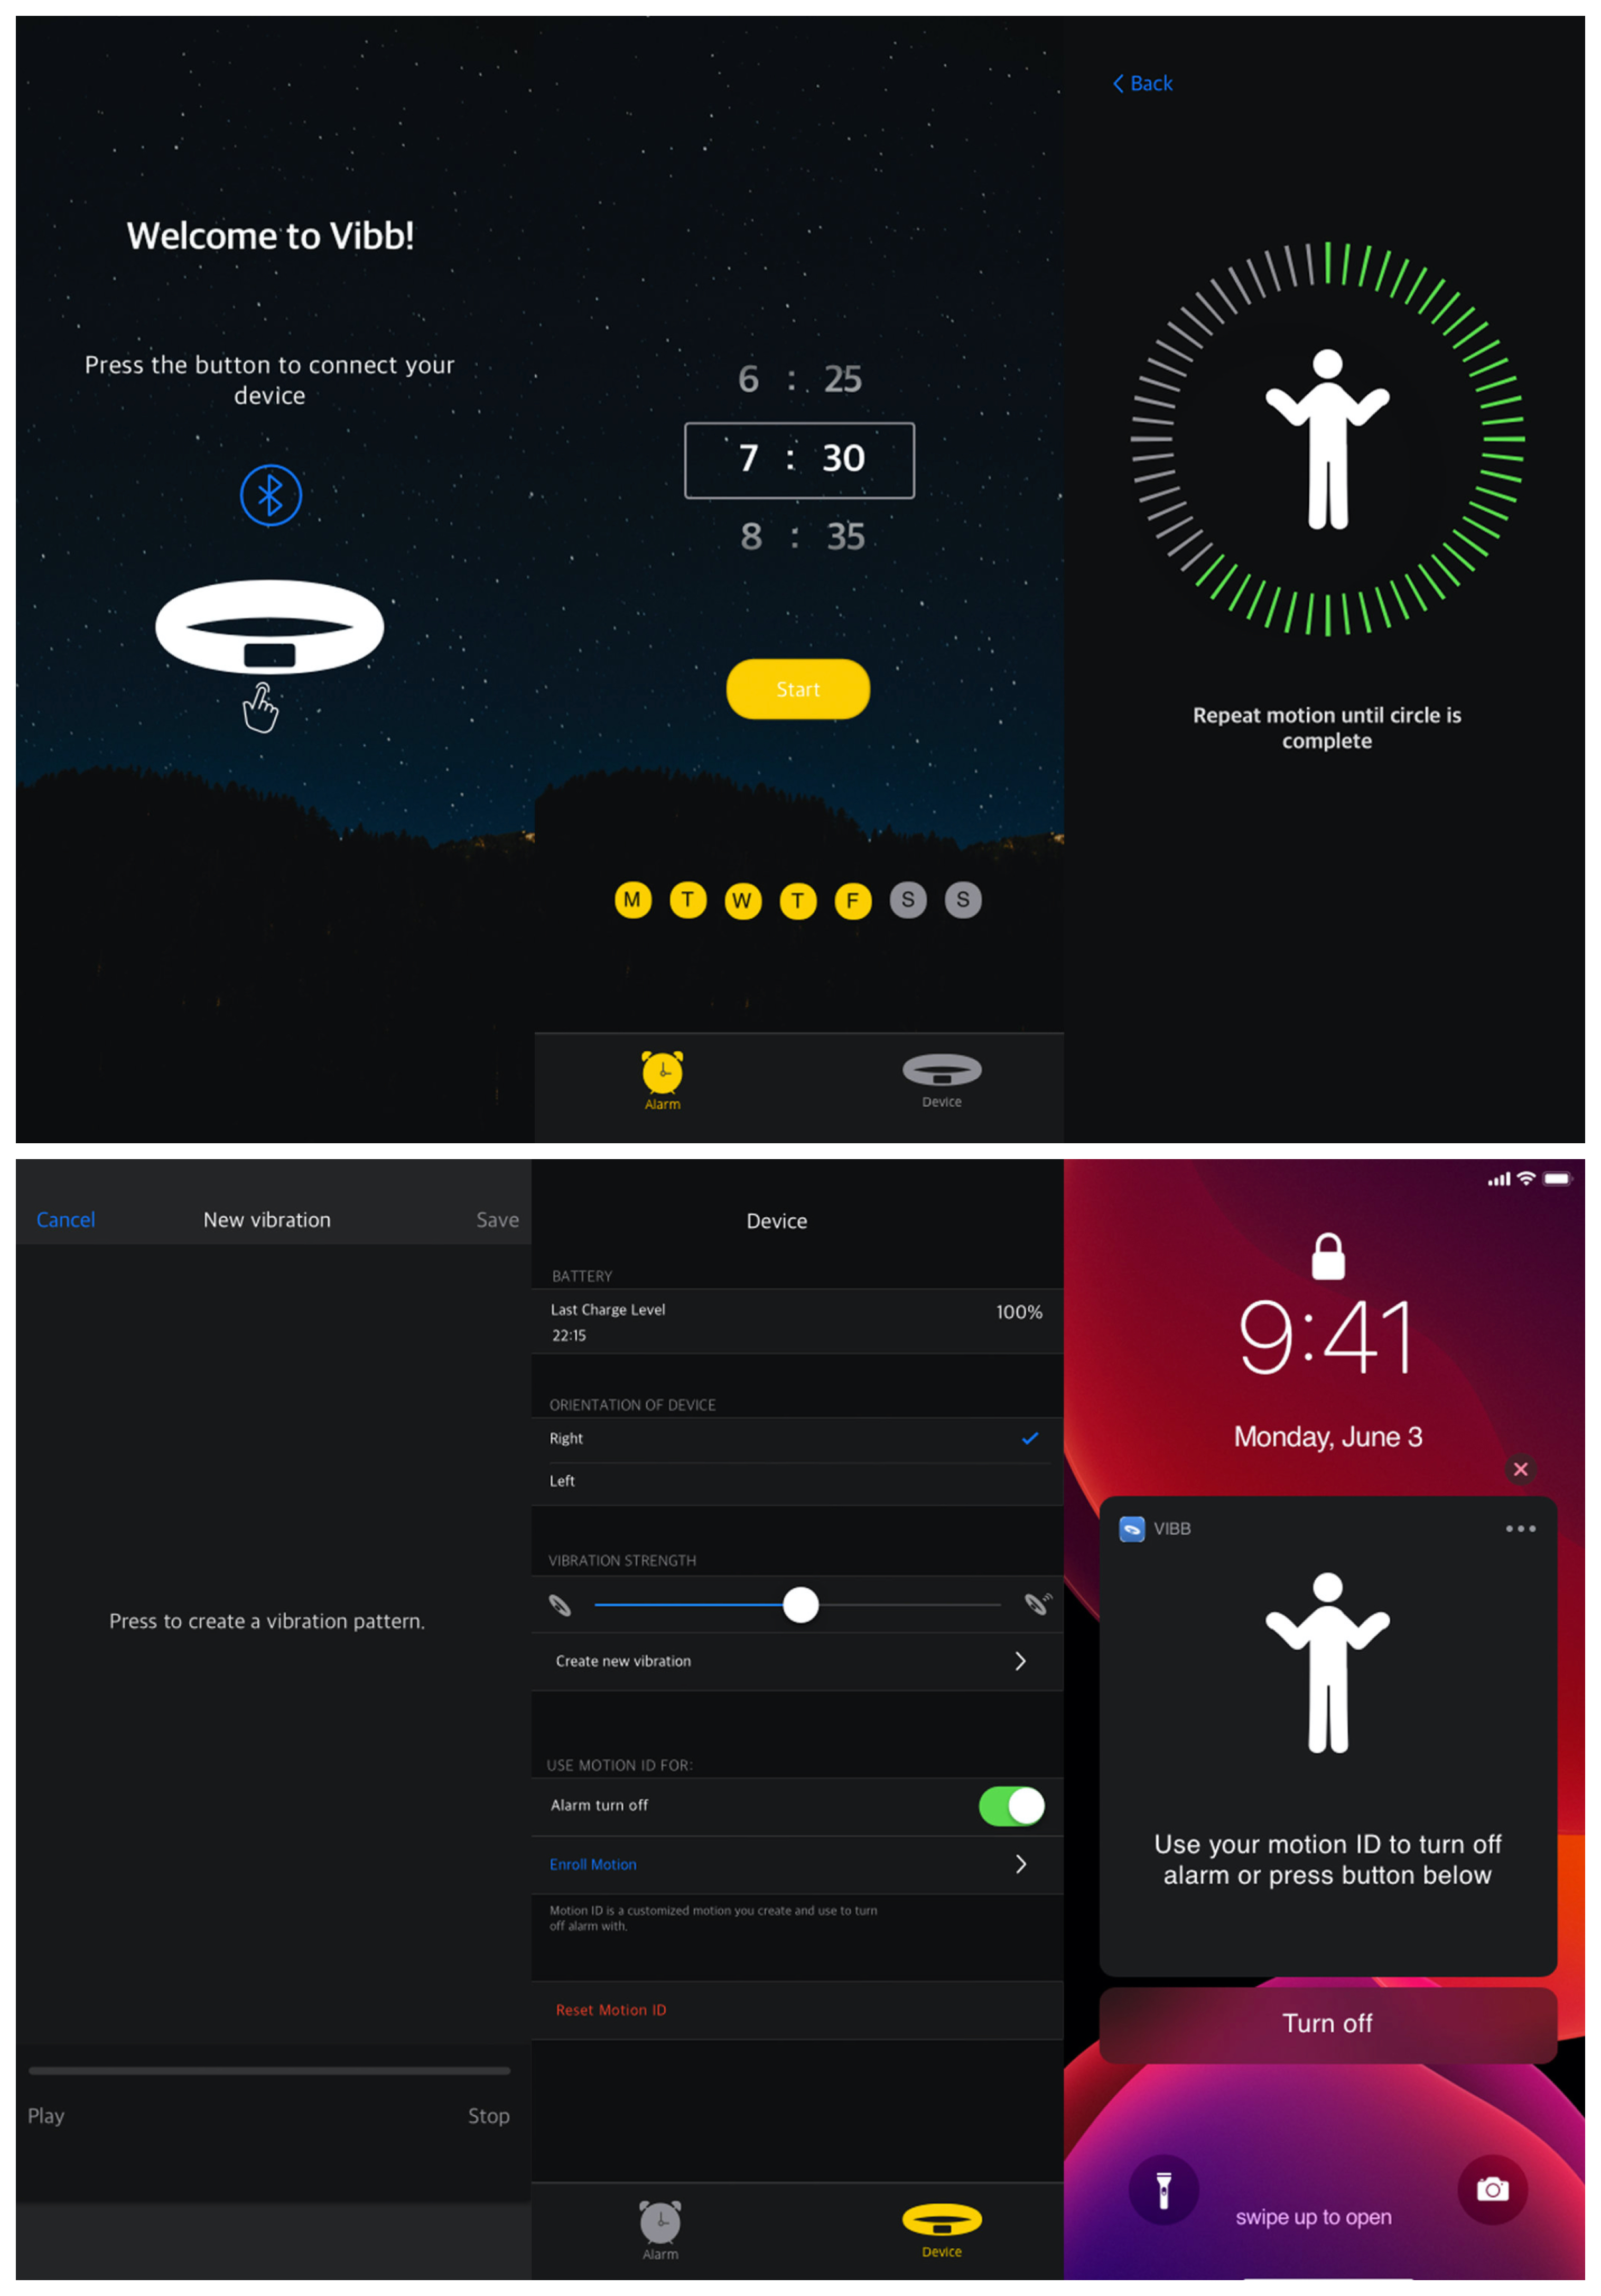 Welcome to Vibb!
Press the button to connect your
device
6 : 25
7 : 30
8 : 35
Start
M T W T F S S
Alarm
Device
Back
Repeat motion until circle is
complete
Cancel
New vibration
Save
Press to create a vibration pattern.
Play
Stop
Device
BATTERY
Last Charge Level
100%
22:15
ORIENTATION OF DEVICE
Right
Left
VIBRATION STRENGTH
Create new vibration
USE MOTION ID FOR:
Alarm turn off
Enroll Motion
Motion ID is a customized motion you create and use to turn
off alarm with.
Reset Motion ID
Alarm
Device
9:41
Monday, June 3
VIBB
Use your motion ID to turn off
alarm or press button below
Turn off
swipe up to open